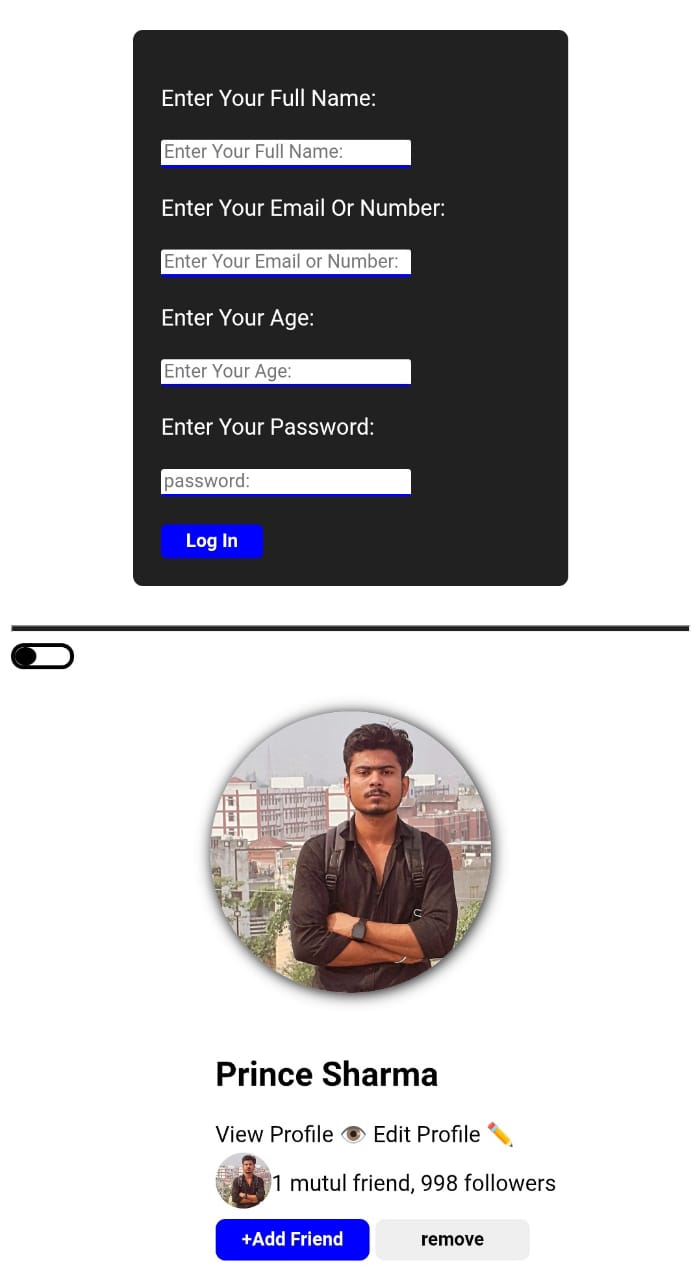 Enter Your Full Name:
Enter Your Full Name:
Enter Your Email Or Number:
Enter Your Email or Number:
Enter Your Age:
Enter Your Age:
Enter Your Password:
password:
Log In
Prince Sharma
View Profile 👁️ Edit Profile ✏️
1 mutul friend, 998 followers
+Add Friend remove